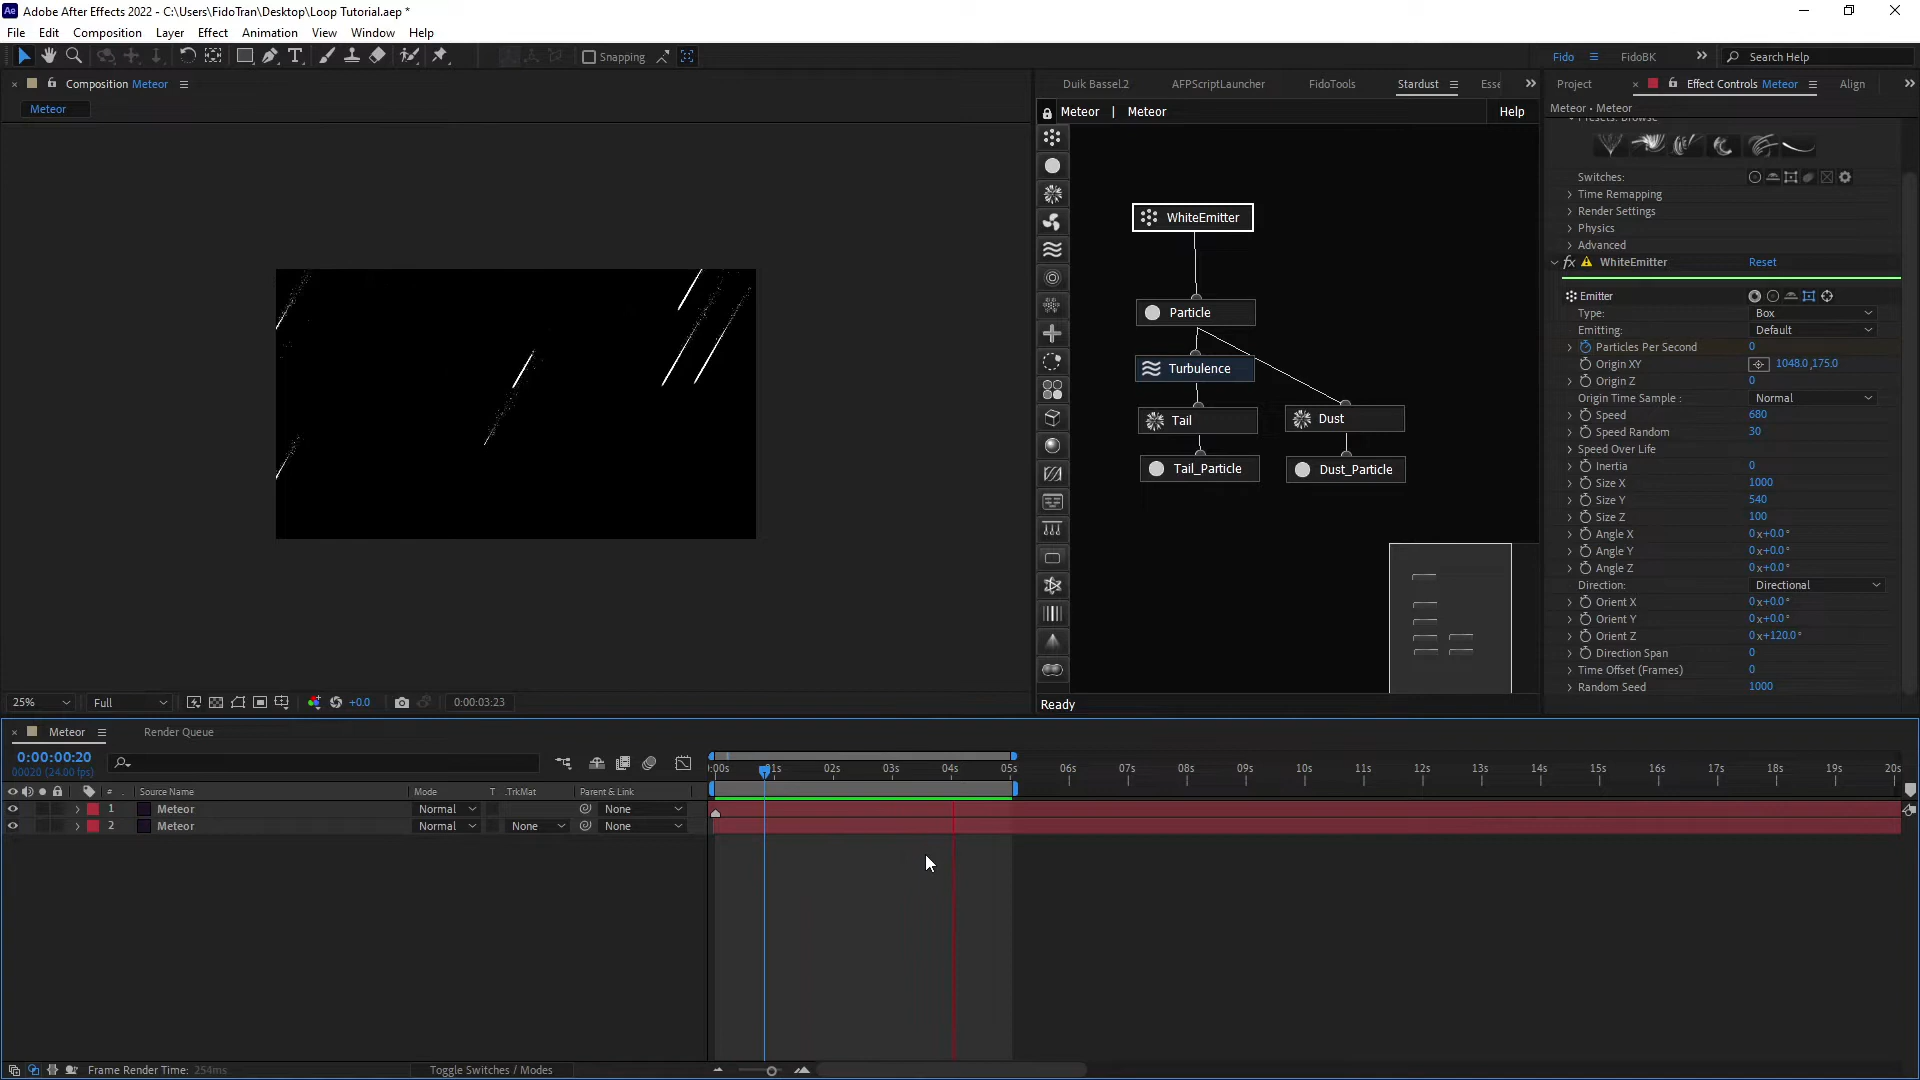 Adobe After Effects 2022 - C:\Users\FidoTran\Desktop\Loop Tutorial.aep *
File Edit Composition Layer Effect Animation View Window Help
Snapping
Fido FidoBK Search Help
Composition Meteor
Duik Bassel.2 AFPScriptLauncher FidoTools Stardust Esse
Project Effect Controls Meteor Align
Meteor
Meteor | Meteor Help
Meteor • Meteor
Presets: Browse
Switches:
Time Remapping
Render Settings
Physics
Advanced
fx WhiteEmitter Reset
Emitter
Type: Box
Emitting: Default
Particles Per Second 0
Origin XY 1048.0,175.0
Origin Z 0
Origin Time Sample : Normal
Speed 680
Speed Random 30
Speed Over Life
Inertia 0
Size X 1000
Size Y 540
Size Z 100
Angle X 0x+0.0°
Angle Y 0x+0.0°
Angle Z 0x+0.0°
Direction: Directional
Orient X 0x+0.0°
Orient Y 0x+0.0°
Orient Z 0x+120.0°
Direction Span 0
Time Offset (Frames) 0
Random Seed 1000
WhiteEmitter
Particle
Turbulence
Tail Dust
Tail_Particle Dust_Particle
Ready
25% Full +0.0 0:00:03:23
Meteor Render Queue
0:00:00:20
00020 (24.00 fps)
:00s 01s 02s 03s 04s 05s 06s 07s 08s 09s 10s 11s 12s 13s 14s 15s 16s 17s 18s 19s 20s
# Source Name Mode T .TrkMat Parent & Link
1 Meteor Normal None
2 Meteor Normal None None
Frame Render Time: 254ms Toggle Switches / Modes